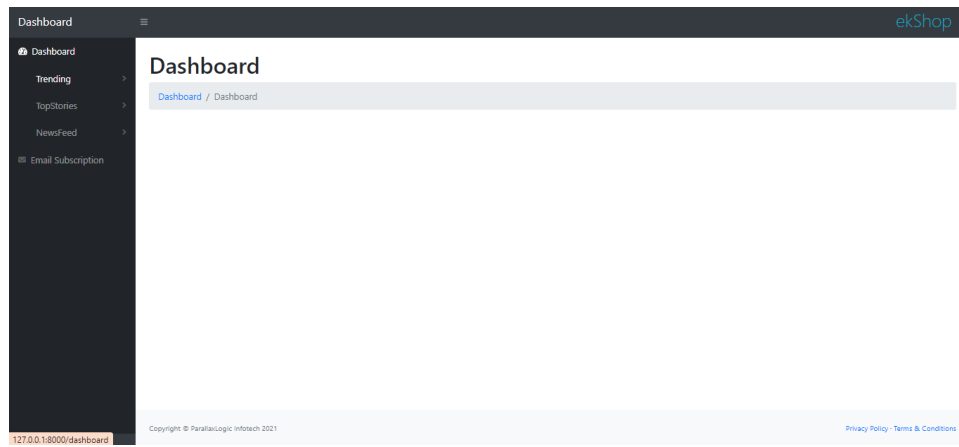 Dashboard
ekShop
Dashboard
Trending
TopStories
NewsFeed
Email Subscription
Dashboard
Dashboard / Dashboard
Copyright © ParallaxLogic Infotech 2021
Privacy Policy · Terms & Conditions
127.0.0.1:8000/dashboard